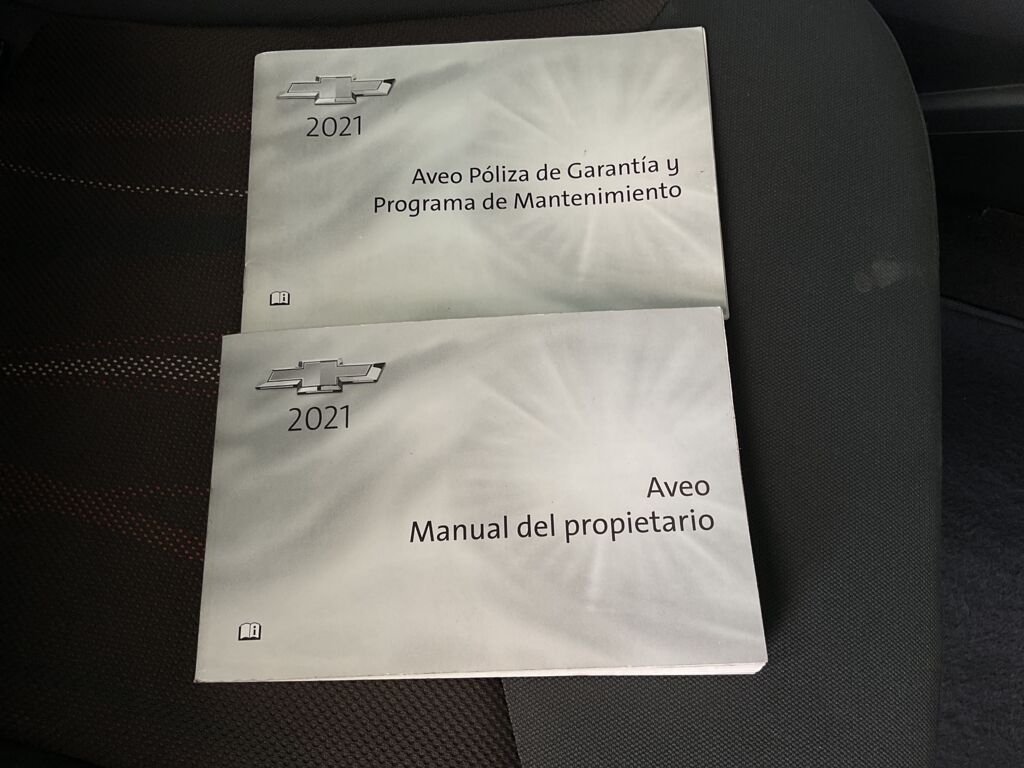 2021
Aveo Póliza de Garantía y
Programa de Mantenimiento
2021
Aveo
Manual del propietario